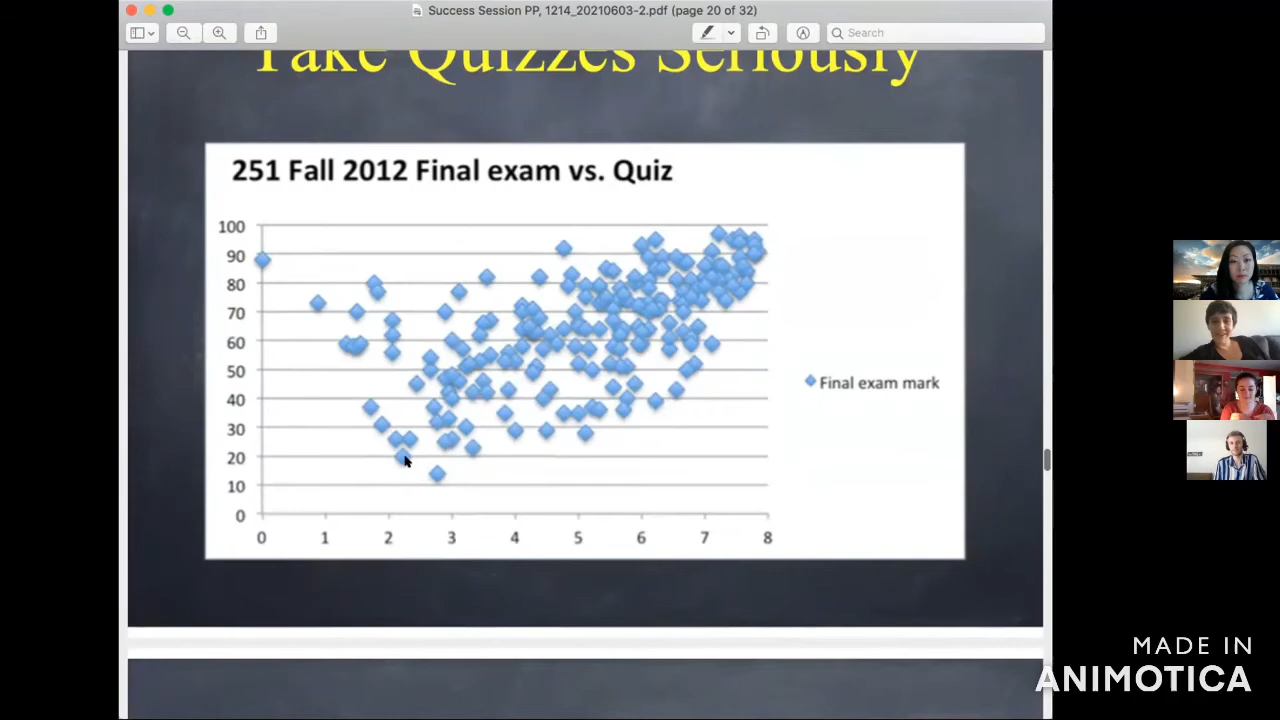 Success Session PP, 1214_20210603-2.pdf (page 20 of 32)
Search
Take Quizzes Seriously
251 Fall 2012 Final exam vs. Quiz
100
90
80
70
60
50
40
30
20
10
0
0 1 2 3 4 5 6 7 8
Final exam mark
MADE IN
ANIMOTICA